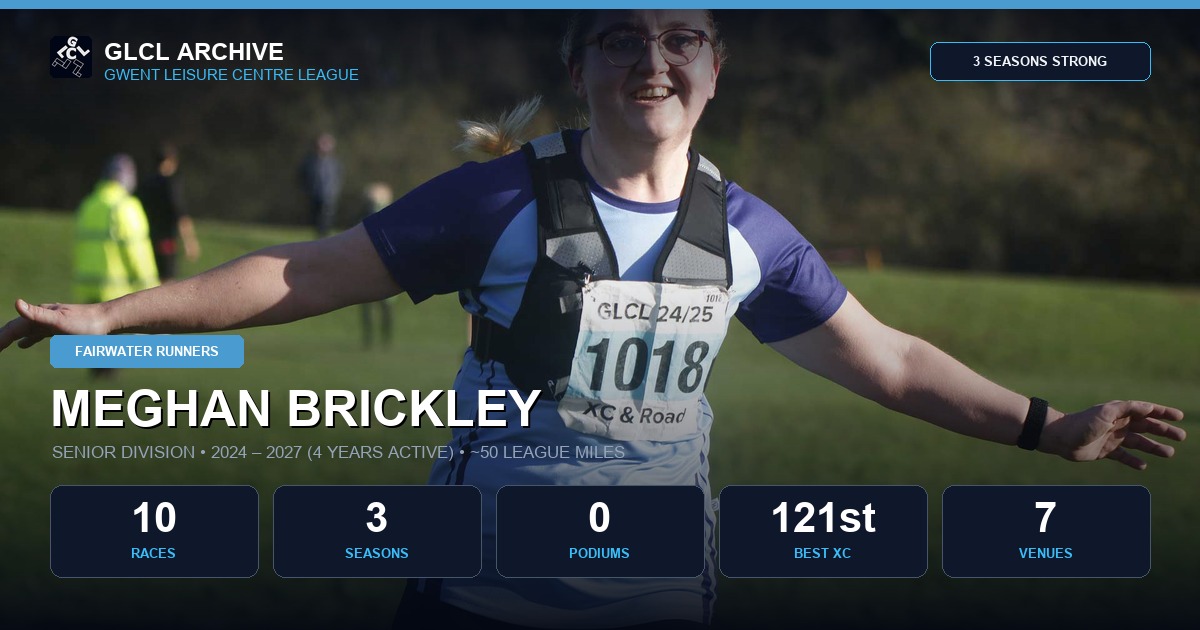 GC
GLCL ARCHIVE
GWENT LEISURE CENTRE LEAGUE
3 SEASONS STRONG
1018
GLCL 24/25
1018
XC & Road
FAIRWATER RUNNERS
MEGHAN BRICKLEY
SENIOR DIVISION • 2024 – 2027 (4 YEARS ACTIVE) • ~50 LEAGUE MILES
10
RACES
3
SEASONS
0
PODIUMS
121st
BEST XC
7
VENUES